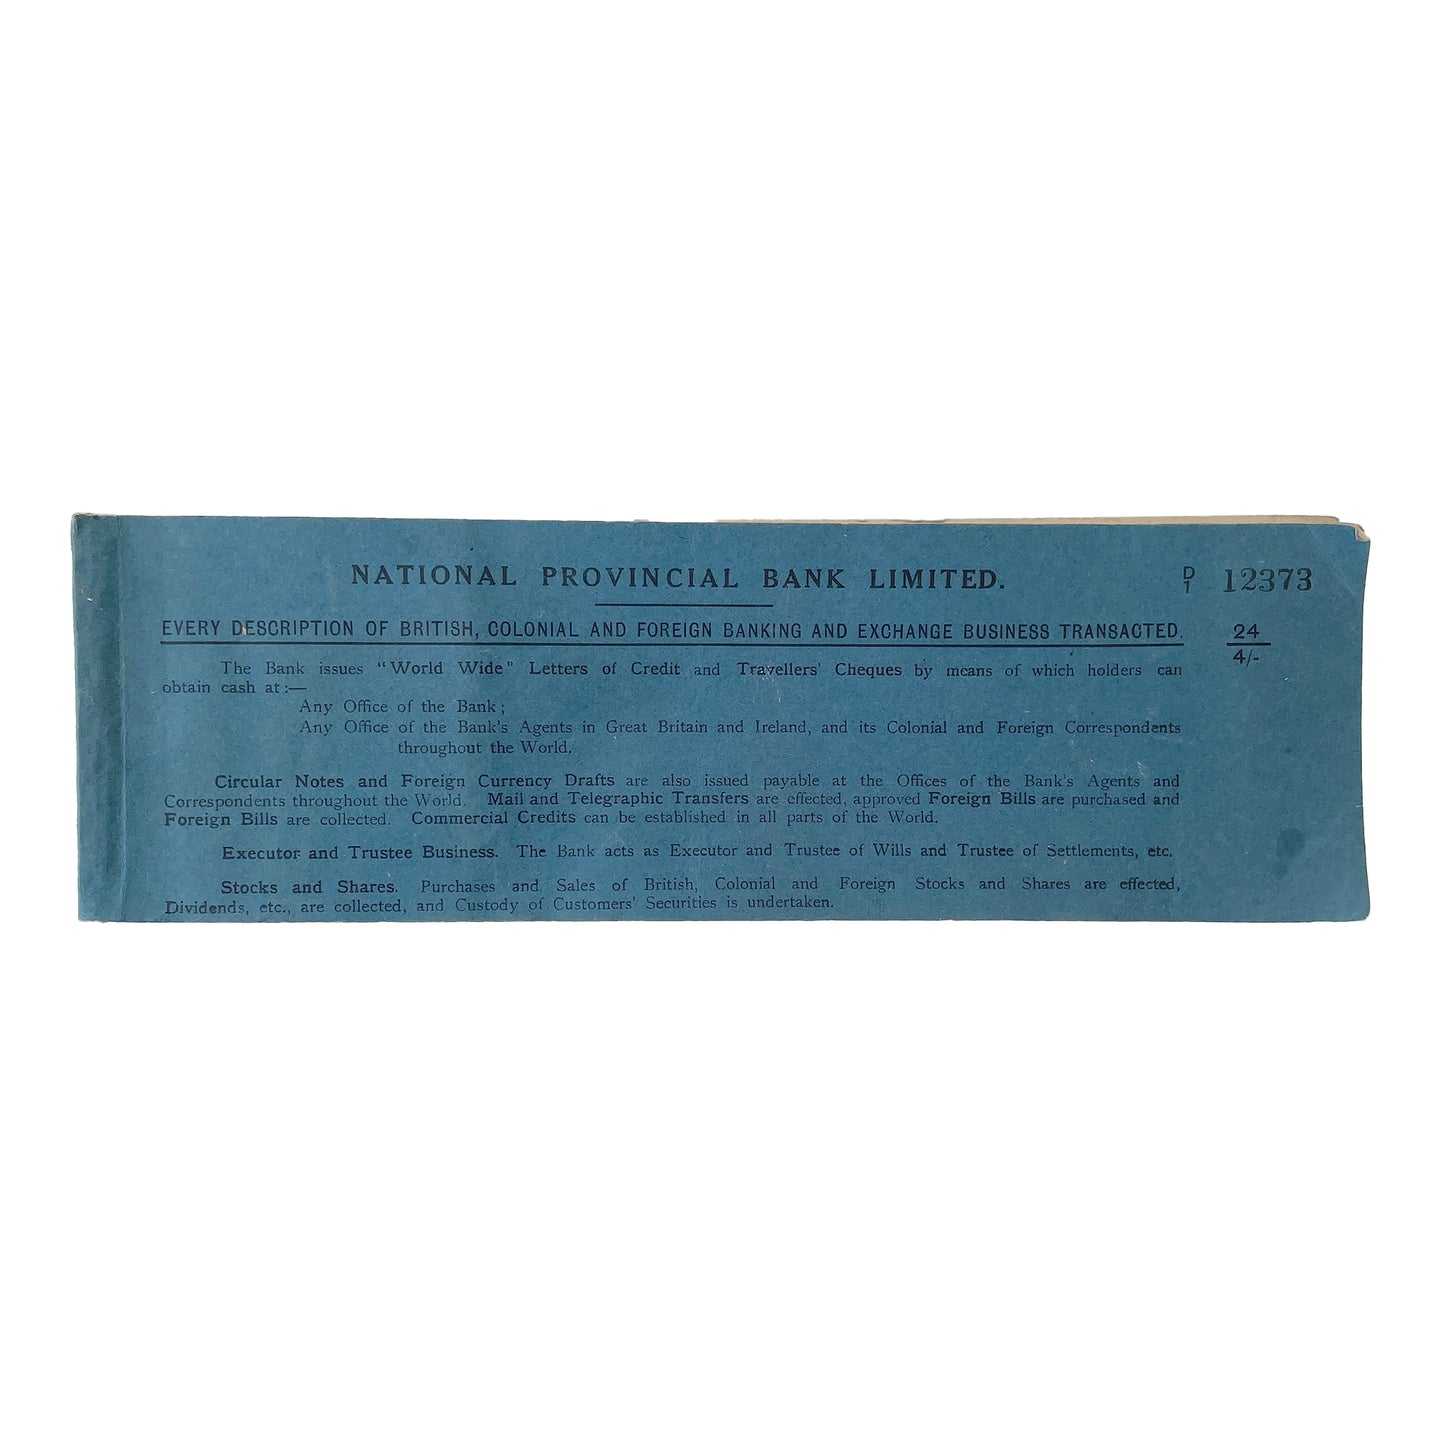 NATIONAL PROVINCIAL BANK LIMITED. D/1 12373
EVERY DESCRIPTION OF BRITISH, COLONIAL AND FOREIGN BANKING AND EXCHANGE BUSINESS TRANSACTED. 24
4/-
The Bank issues "World Wide" Letters of Credit and Travellers' Cheques by means of which holders can
obtain cash at :—
Any Office of the Bank ;
Any Office of the Bank's Agents in Great Britain and Ireland, and its Colonial and Foreign Correspondents
throughout the World.
Circular Notes and Foreign Currency Drafts are also issued payable at the Offices of the Bank's Agents and
Correspondents throughout the World. Mail and Telegraphic Transfers are effected, approved Foreign Bills are purchased and
Foreign Bills are collected. Commercial Credits can be established in all parts of the World.
Executor and Trustee Business. The Bank acts as Executor and Trustee of Wills and Trustee of Settlements, etc.
Stocks and Shares. Purchases and Sales of British, Colonial and Foreign Stocks and Shares are effected,
Dividends, etc., are collected, and Custody of Customers' Securities is undertaken.